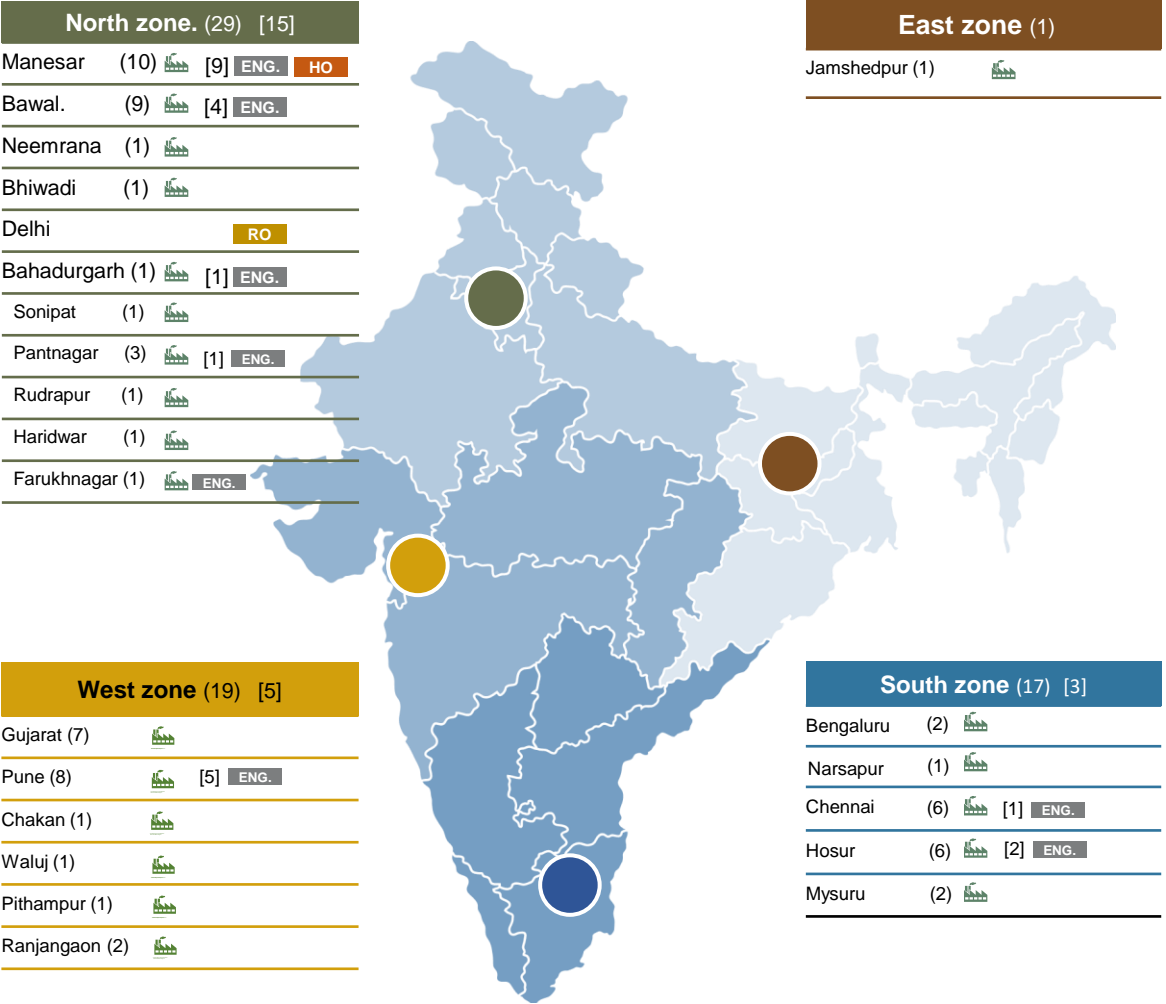 North zone. (29) [15]
Manesar (10) [9] ENG. HO
Bawal. (9) [4] ENG.
Neemrana (1)
Bhiwadi (1)
Delhi RO
Bahadurgarh (1) [1] ENG.
Sonipat (1)
Pantnagar (3) [1] ENG.
Rudrapur (1)
Haridwar (1)
Farukhnagar (1) ENG.
East zone (1)
Jamshedpur (1)
West zone (19) [5]
Gujarat (7)
Pune (8) [5] ENG.
Chakan (1)
Waluj (1)
Pithampur (1)
Ranjangaon (2)
South zone (17) [3]
Bengaluru (2)
Narsapur (1)
Chennai (6) [1] ENG.
Hosur (6) [2] ENG.
Mysuru (2)